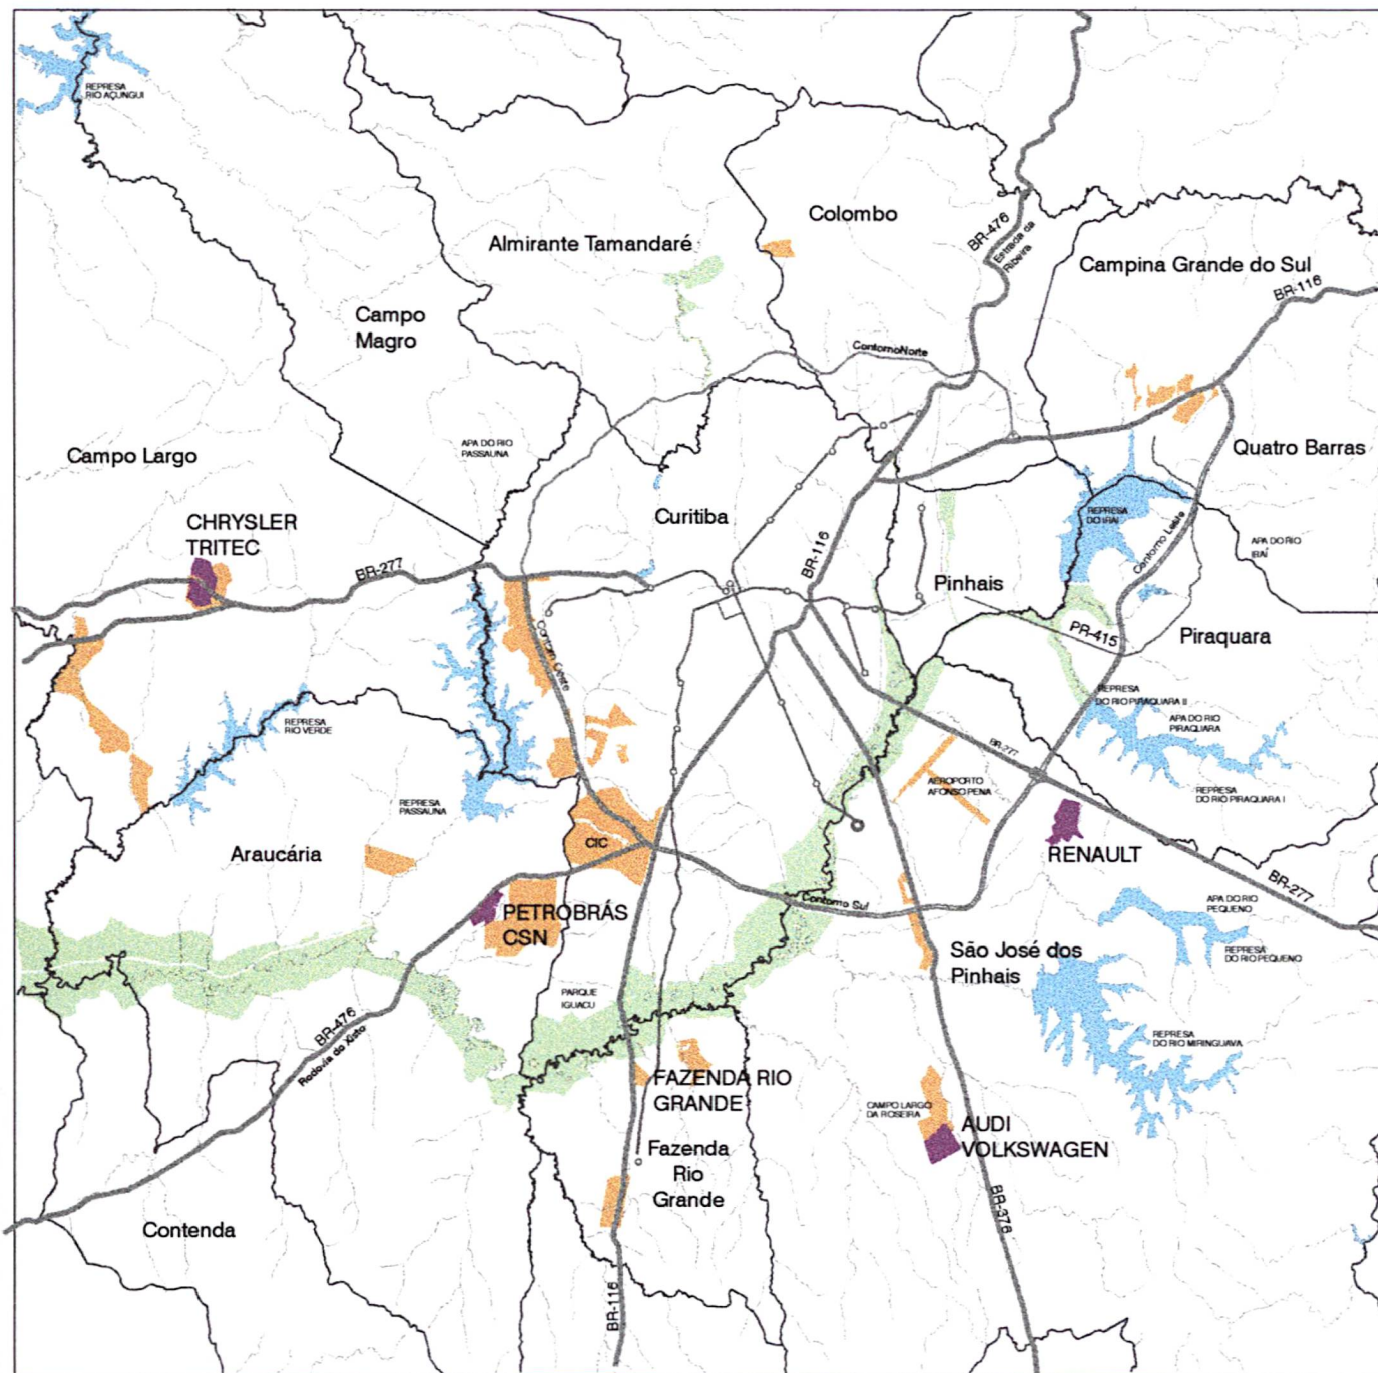 REPRESA
RIO AÇUNGUI
Colombo
BR-476
Estrada da
Ribeira
Almirante Tamandaré
Campina Grande do Sul
BR-116
Campo
Magro
ContornoNorte
APA DO RIO
PASSAUNA
Campo Largo
Quatro Barras
CHRYSLER
TRITEC
Curitiba
REPRESA
DO IRAI
Contorno Leste
APA DO RIO
IRAÍ
BR-116
BR-277
Pinhais
PR-415
Piraquara
REPRESA
DO RIO PIRAQUARA II
REPRESA
RIO VERDE
APA DO RIO
PIRAQUARA
BR-277
AEROPORTO
AFONSO PENA
REPRESA
DO RIO PIRAQUARA I
REPRESA
PASSAUNA
CIC
Araucária
RENAULT
BR-277
PETROBRÁS
CSN
Contorno Sul
APA DO RIO
PEQUENO
São José dos
Pinhais
REPRESA
DO RIO PEQUENO
PARQUE
IGUACU
BR-476
Rodovia do Xisto
REPRESA
DO RIO MIRINGUAVA
FAZENDA RIO
GRANDE
CAMPO LARGO
DA ROSEIRA
AUDI
VOLKSWAGEN
Fazenda
Rio
Grande
BR-376
Contenda
BR-116